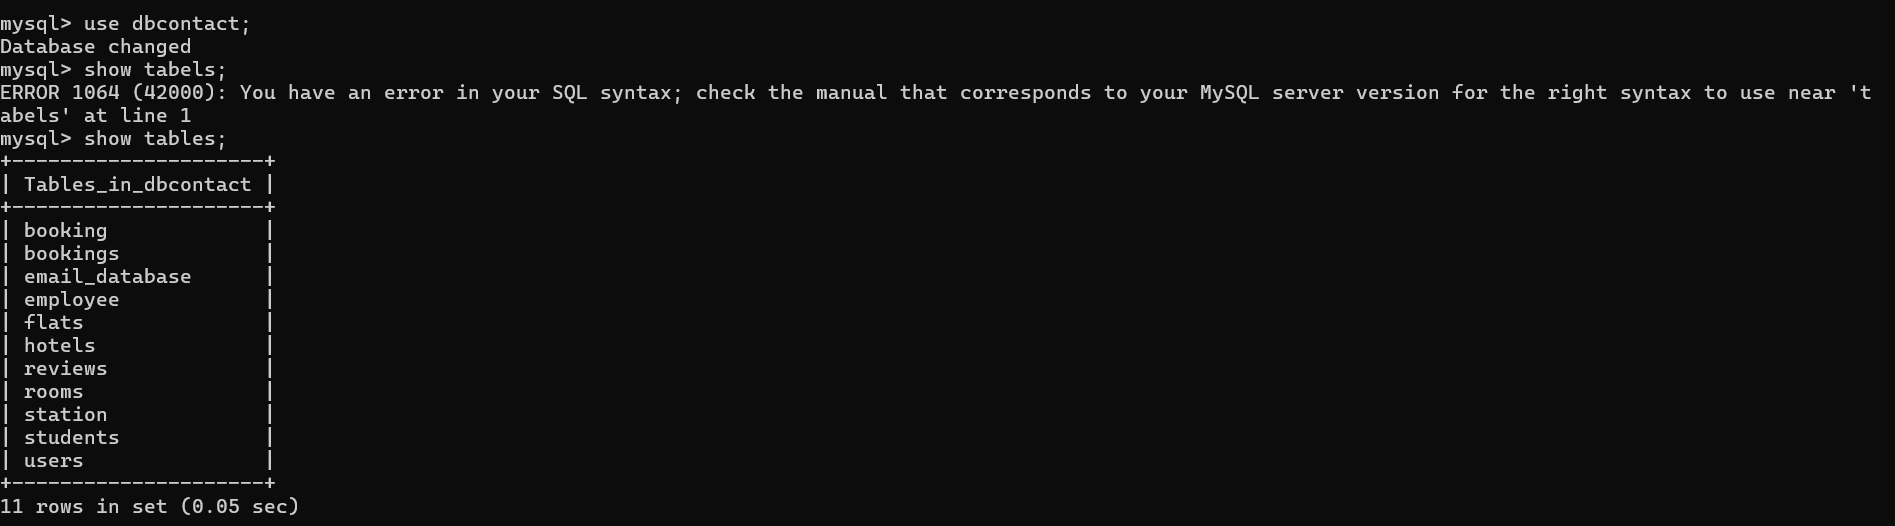 mysql> use dbcontact;
Database changed
mysql> show tabels;
ERROR 1064 (42000): You have an error in your SQL syntax; check the manual that corresponds to your MySQL server version for the right syntax to use near 't
abels' at line 1
mysql> show tables;
+---------------------+
| Tables_in_dbcontact |
+---------------------+
| booking             |
| bookings            |
| email_database      |
| employee            |
| flats               |
| hotels              |
| reviews             |
| rooms               |
| station             |
| students            |
| users               |
+---------------------+
11 rows in set (0.05 sec)